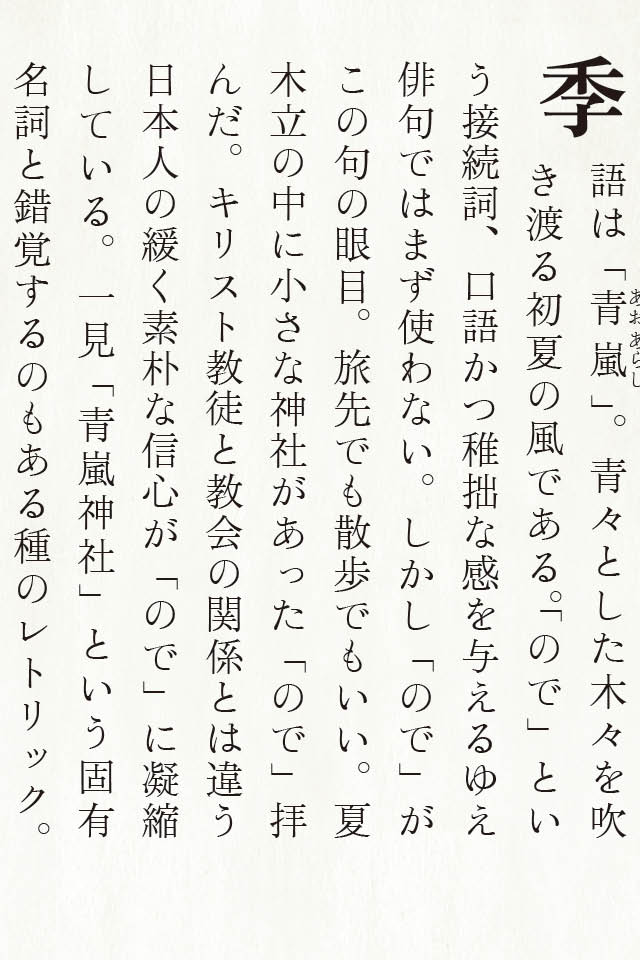 季語は「青嵐」。青々とした木々を吹
き渡る初夏の風である。「ので」とい
う接続詞、口語かつ稚拙な感を与えるゆえ
俳句ではまず使わない。しかし「ので」が
この句の眼目。旅先でも散歩でもいい。夏
木立の中に小さな神社があった「ので」拝
んだ。キリスト教徒と教会の関係とは違う
日本人の緩く素朴な信心が「ので」に凝縮
している。一見「青嵐神社」という固有
名詞と錯覚するのもある種のレトリック。
あおあらし